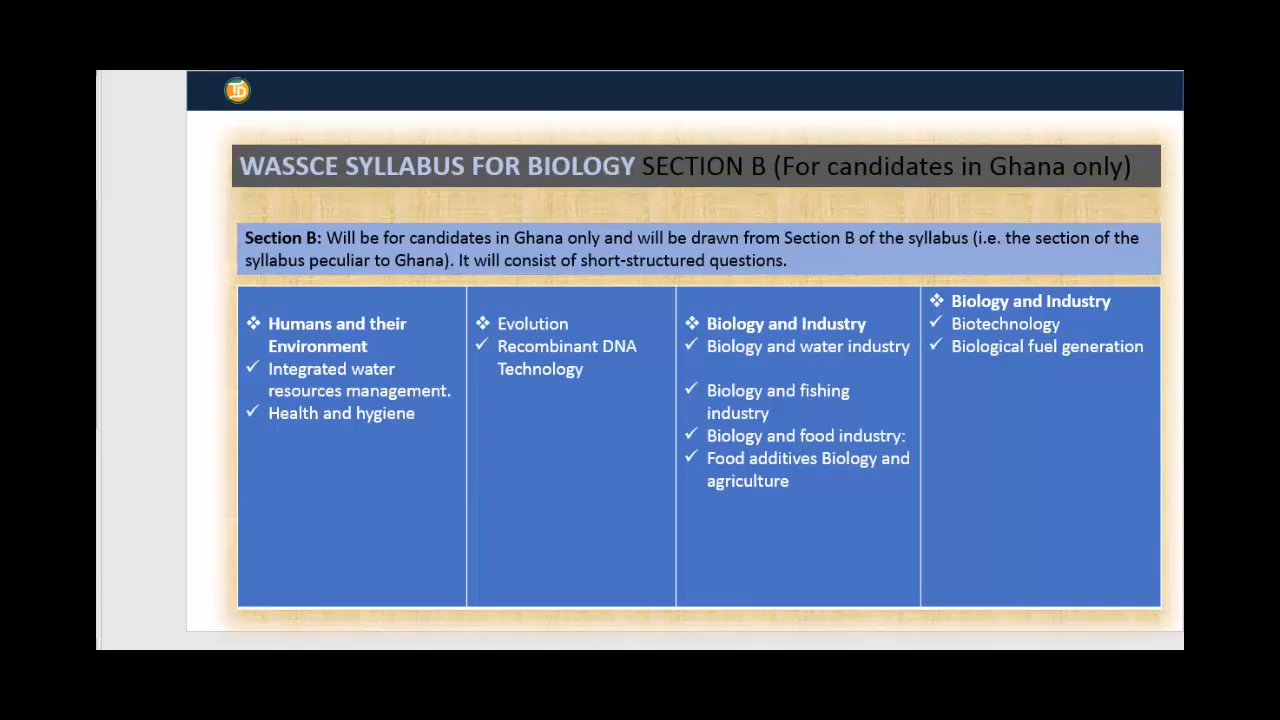 TD
WASSCE SYLLABUS FOR BIOLOGY SECTION B (For candidates in Ghana only)
Section B: Will be for candidates in Ghana only and will be drawn from Section B of the syllabus (i.e. the section of the
syllabus peculiar to Ghana). It will consist of short-structured questions.
❖ Humans and their
Environment
✓ Integrated water
resources management.
✓ Health and hygiene
❖ Evolution
✓ Recombinant DNA
Technology
❖ Biology and Industry
✓ Biology and water industry
✓ Biology and fishing
industry
✓ Biology and food industry:
✓ Food additives Biology and
agriculture
❖ Biology and Industry
✓ Biotechnology
✓ Biological fuel generation